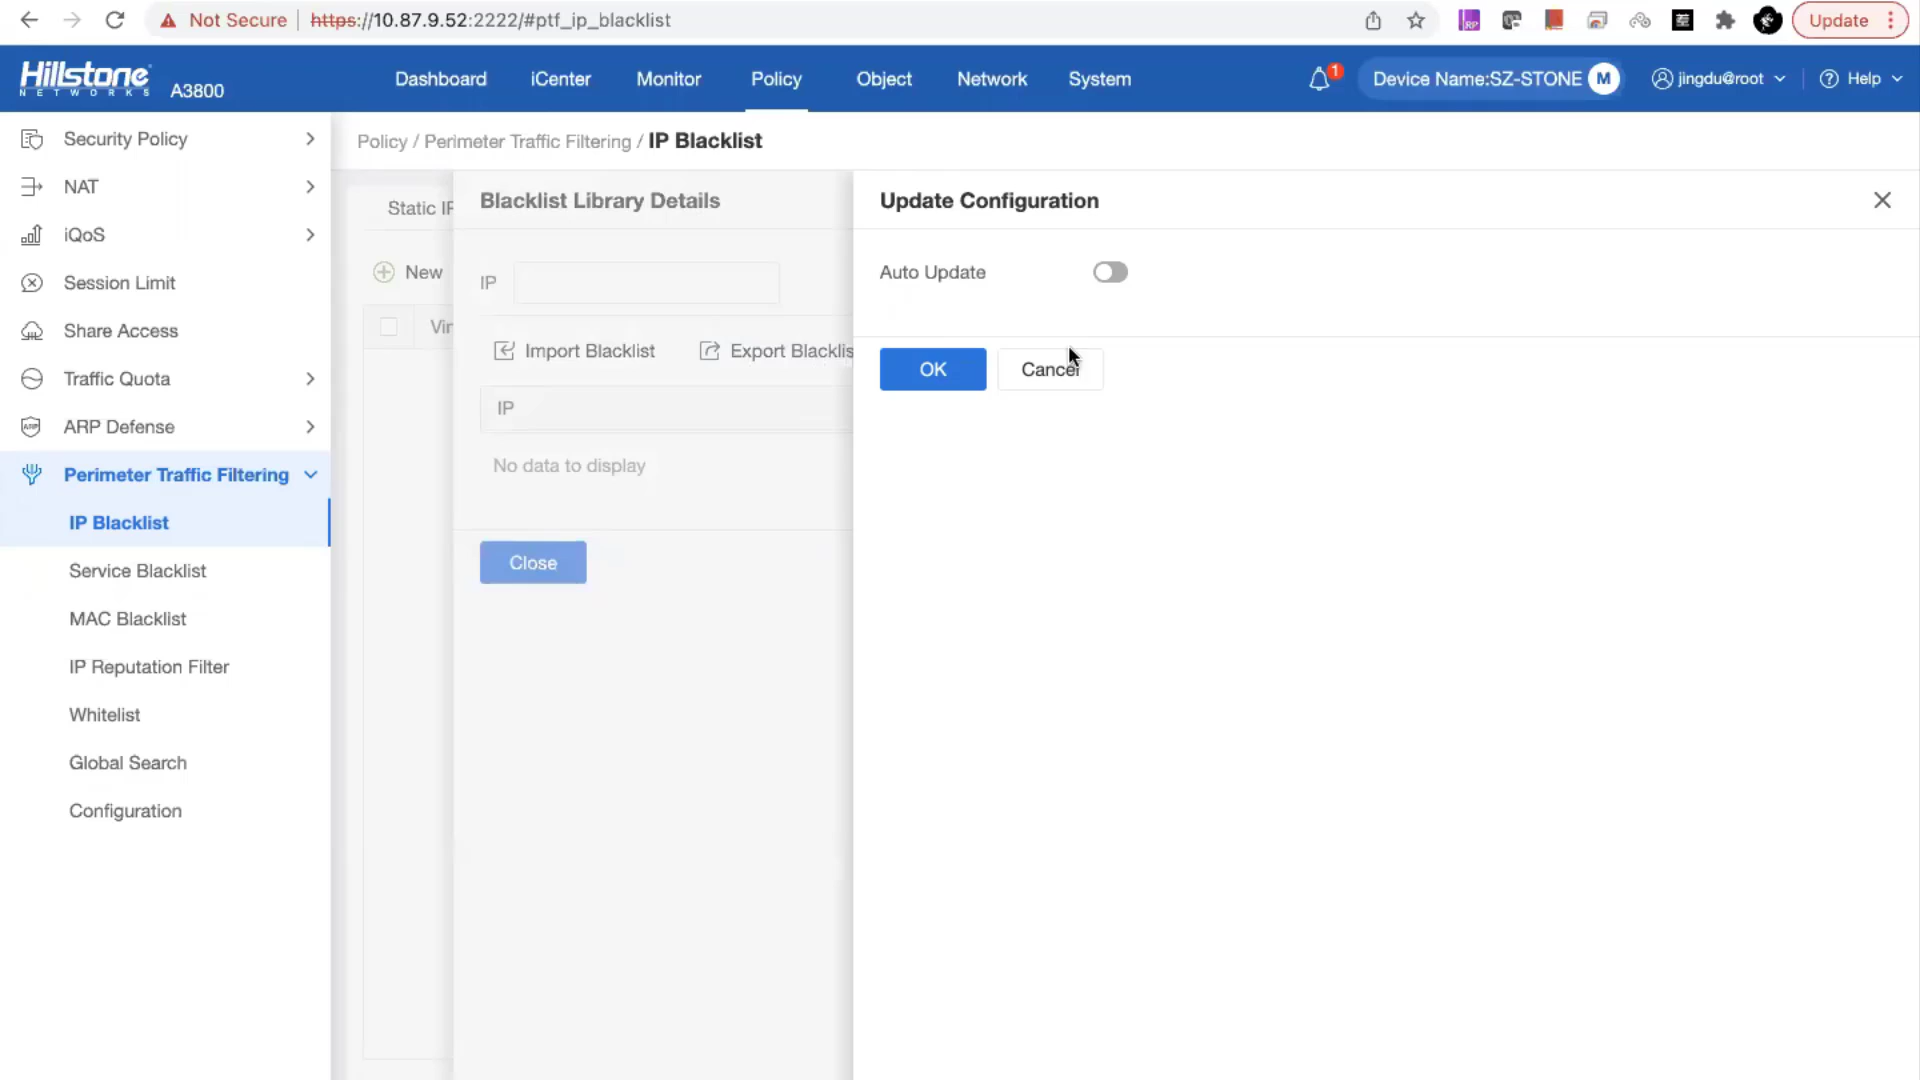 Not Secure https://10.87.9.52:2222/#ptf_ip_blacklist Update
Hillstone NETWORKS A3800 Dashboard iCenter Monitor Policy Object Network System 1 Device Name:SZ-STONE M jingdu@root Help
Security Policy
NAT
iQoS
Session Limit
Share Access
Traffic Quota
ARP Defense
Perimeter Traffic Filtering
IP Blacklist
Service Blacklist
MAC Blacklist
IP Reputation Filter
Whitelist
Global Search
Configuration
Policy / Perimeter Traffic Filtering / IP Blacklist
Static IP
New
Vir
Blacklist Library Details
IP
Import Blacklist Export Blacklis
IP
No data to display
Close
Update Configuration
Auto Update
OK Cancel